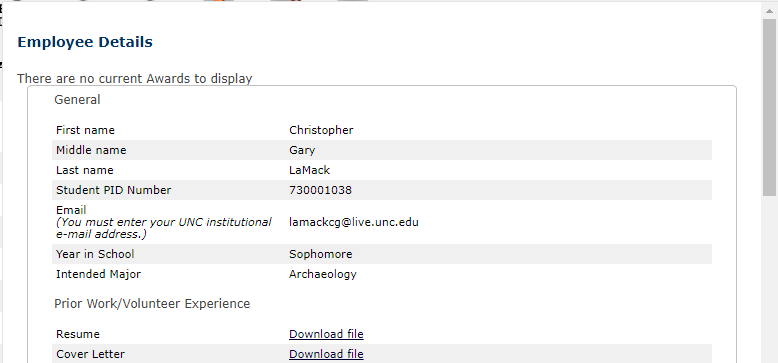 Employee Details
There are no current Awards to display
General
First name Christopher
Middle name Gary
Last name LaMack
Student PID Number 730001038
Email
(You must enter your UNC institutional
e-mail address.) lamackcg@live.unc.edu
Year in School Sophomore
Intended Major Archaeology
Prior Work/Volunteer Experience
Resume Download file
Cover Letter Download file